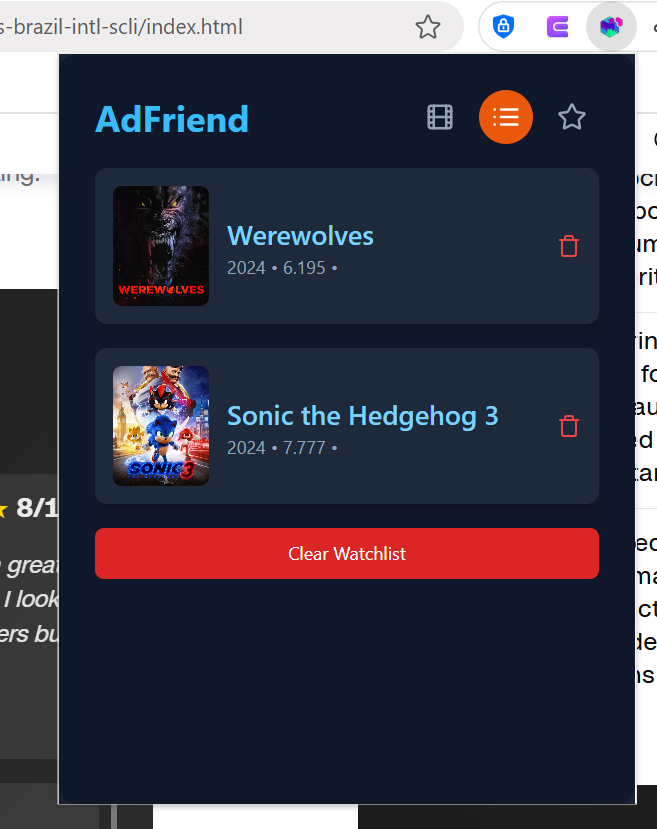 s-brazil-intl-scli/index.html
AdFriend
WEREWOLVES
Werewolves
2024 • 6.195 •
SONIC 3
Sonic the Hedgehog 3
2024 • 7.777 •
Clear Watchlist
8/1
great
I look
ers bu